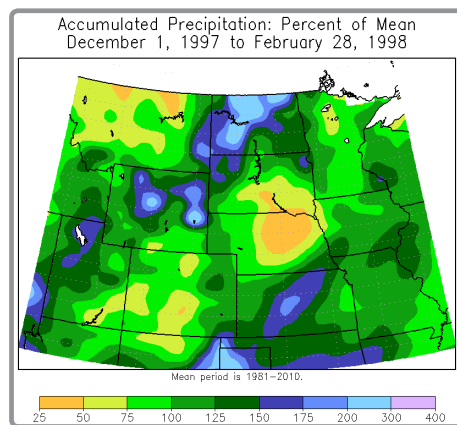 Accumulated Precipitation: Percent of Mean
December 1, 1997 to February 28, 1998
Mean period is 1981-2010.
25 50 75 100 125 150 175 200 300 400